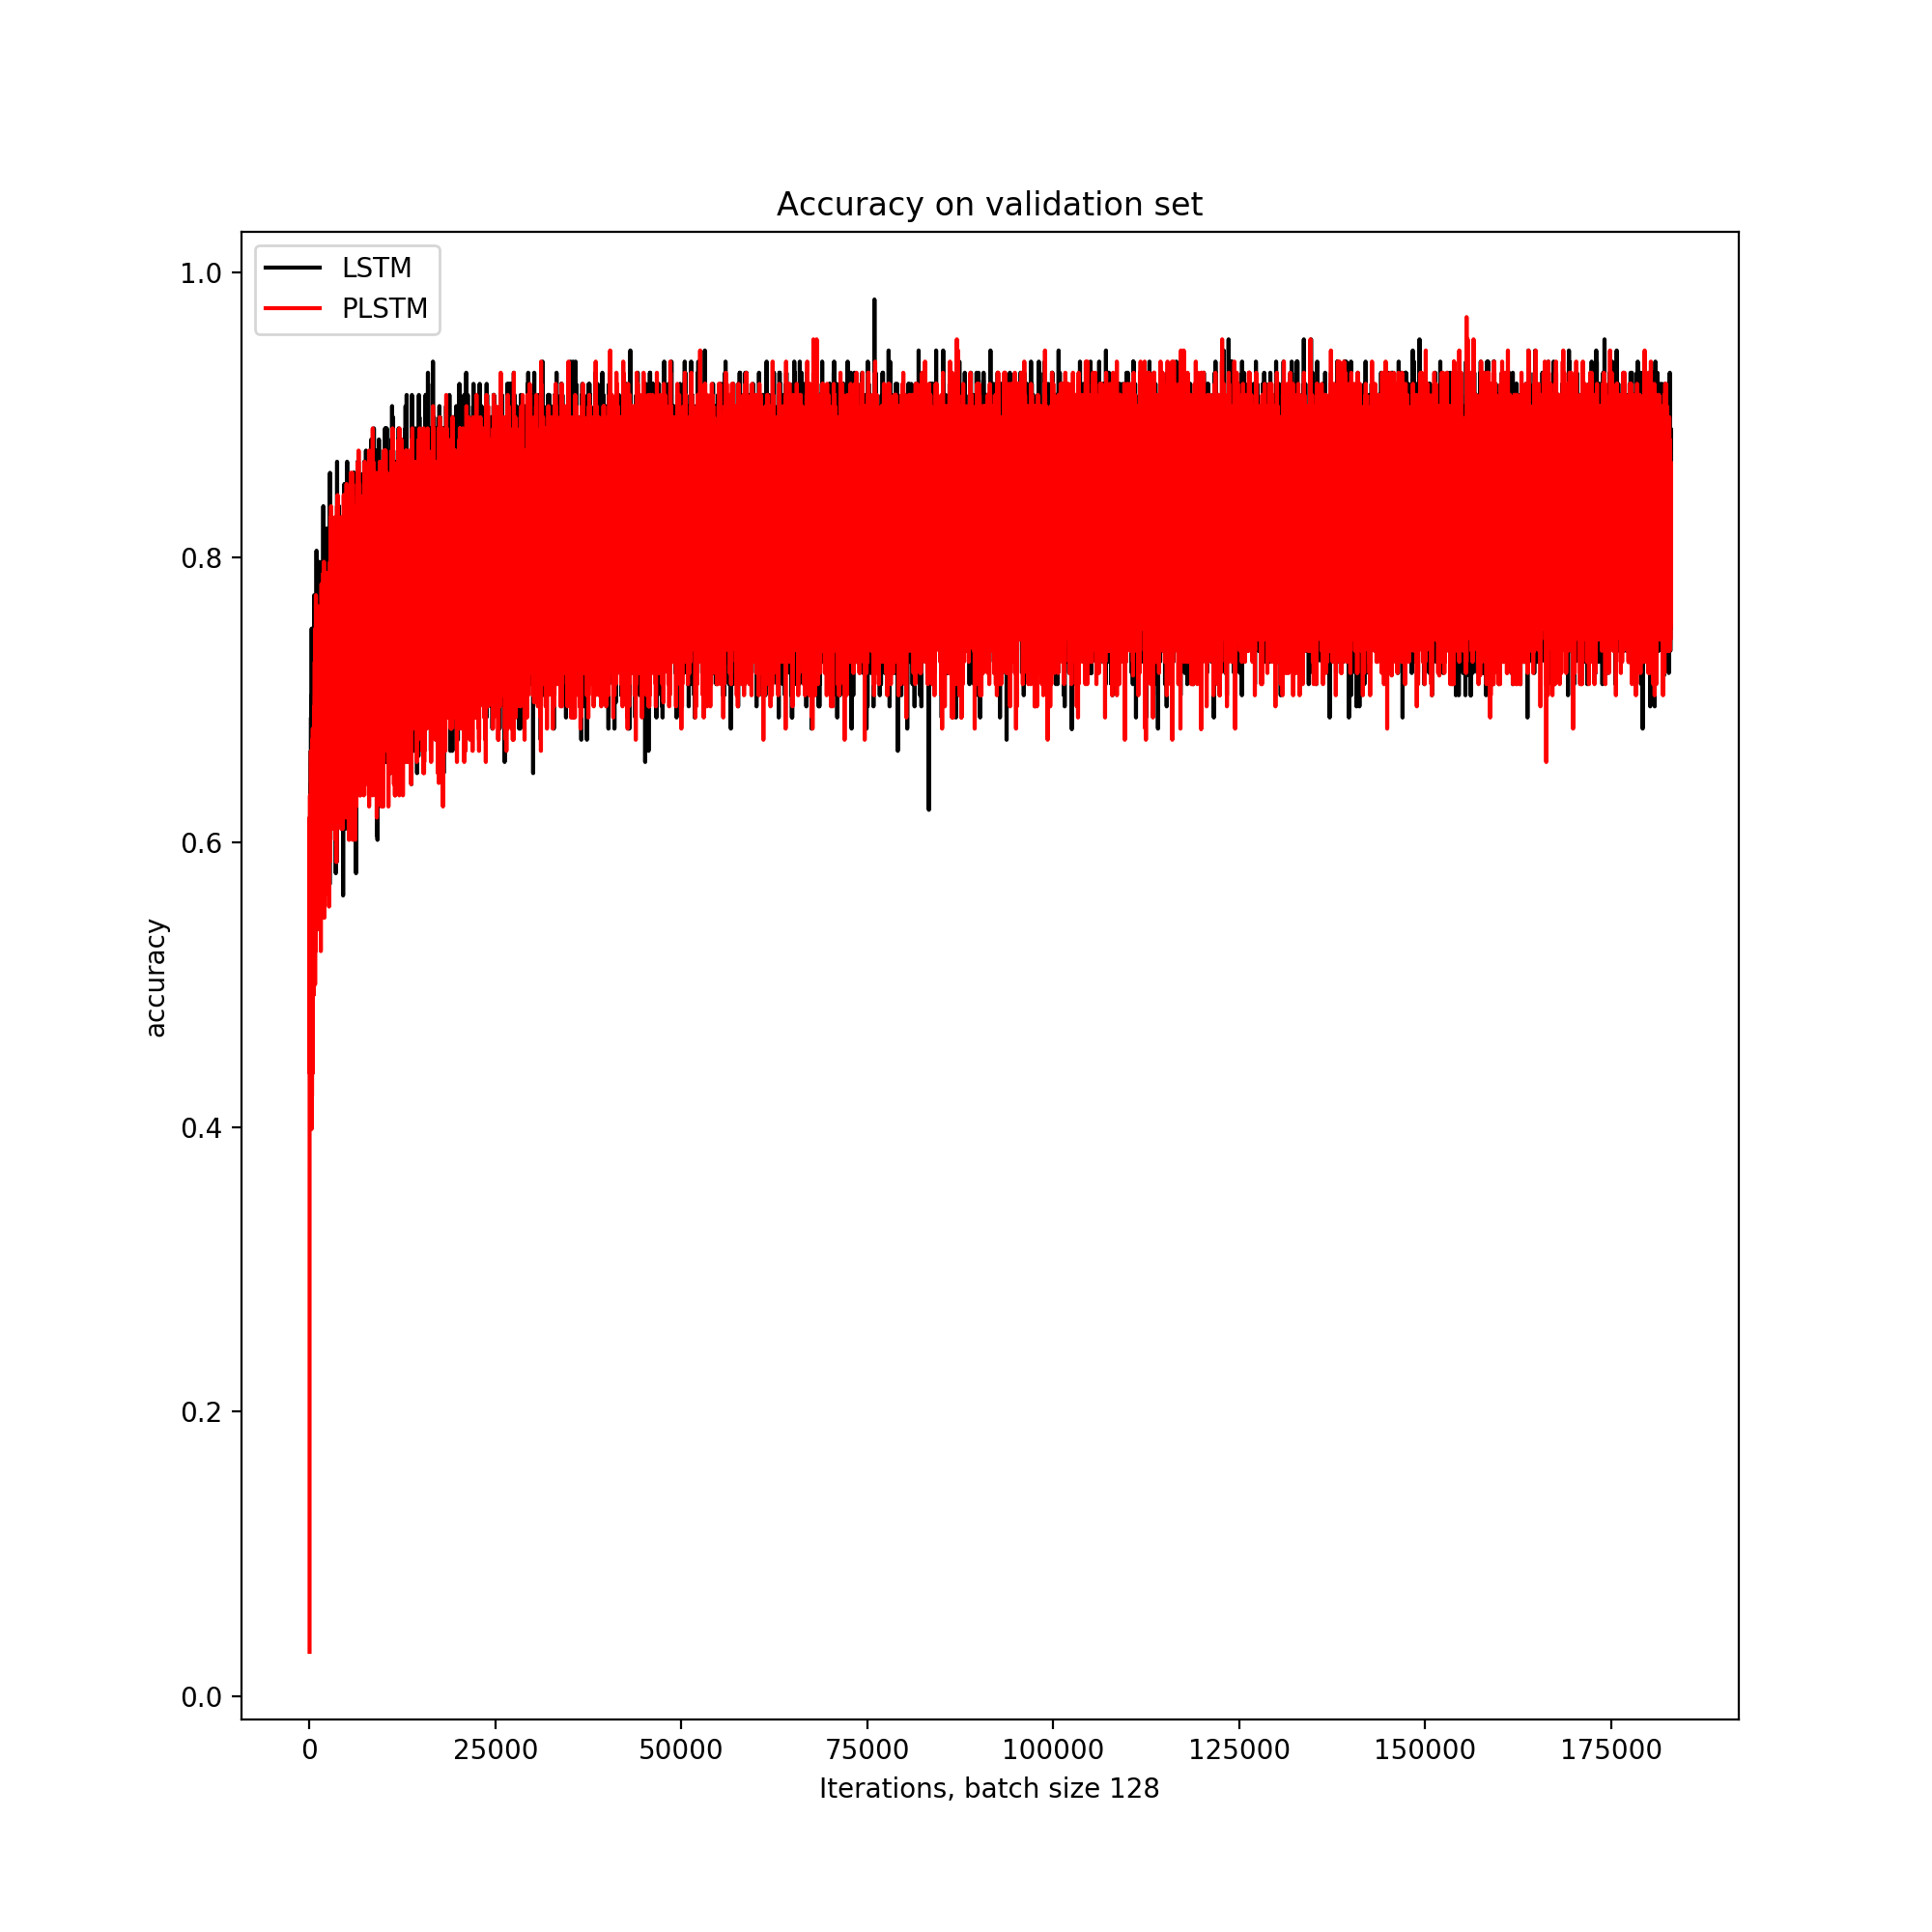 Accuracy on validation set
LSTM
PLSTM
1.0
0.8
0.6
0.4
0.2
0.0
accuracy
0 25000 50000 75000 100000 125000 150000 175000
Iterations, batch size 128